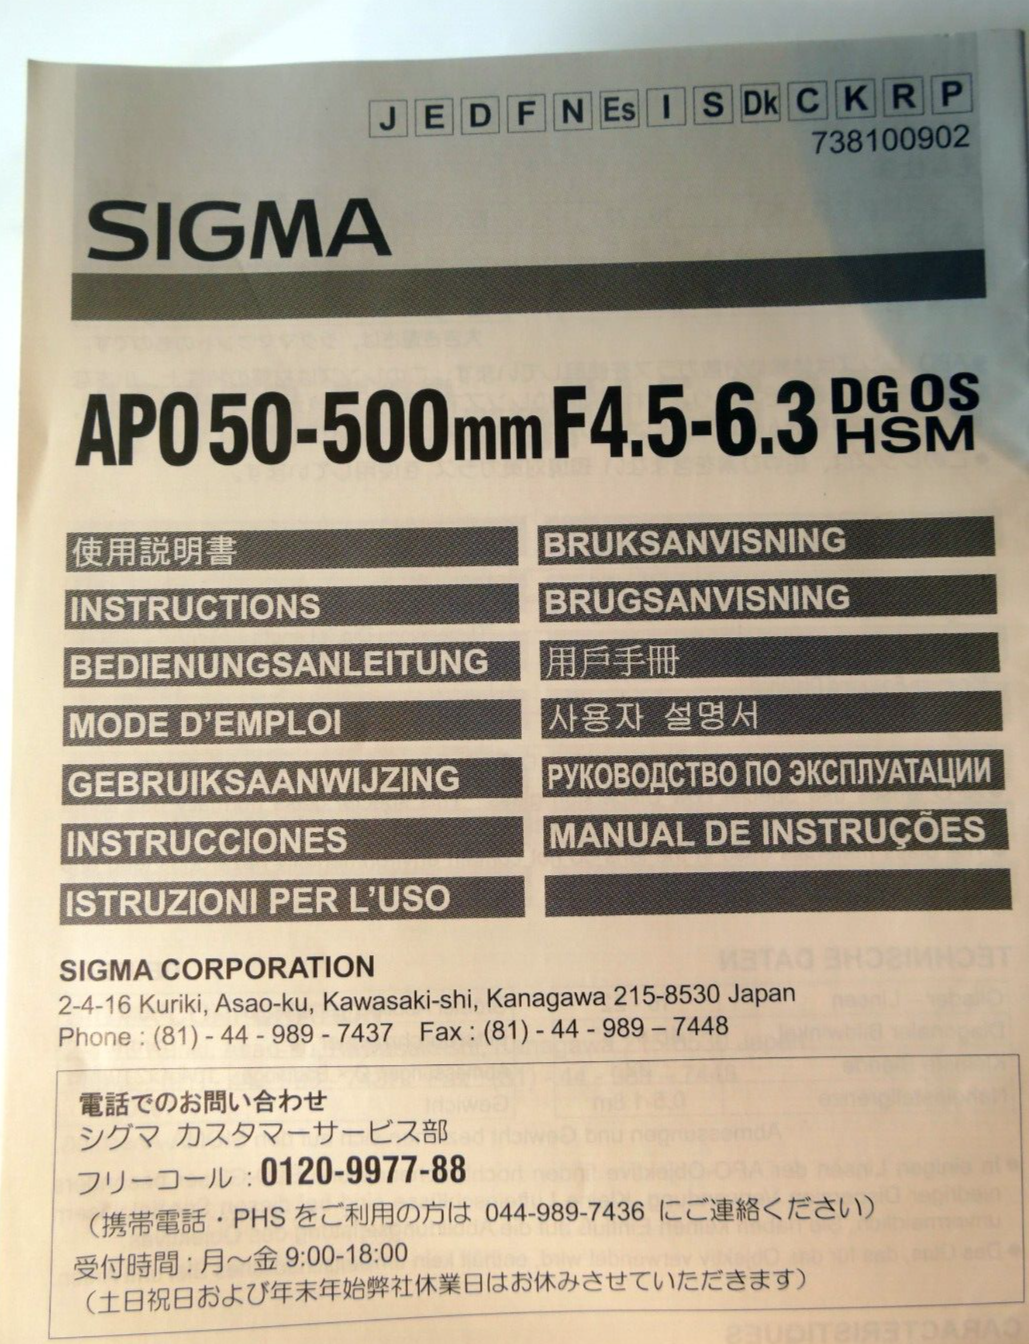 J E D F N Es I S Dk C K R P
738100902
SIGMA
APO 50-500mm F4.5-6.3 DG OS HSM
使用説明書
INSTRUCTIONS
BEDIENUNGSANLEITUNG
MODE D'EMPLOI
GEBRUIKSAANWIJZING
INSTRUCCIONES
ISTRUZIONI PER L'USO
BRUKSANVISNING
BRUGSANVISNING
用戶手冊
사용자 설명서
РУКОВОДСТВО ПО ЭКСПЛУАТАЦИИ
MANUAL DE INSTRUÇÕES
SIGMA CORPORATION
2-4-16 Kuriki, Asao-ku, Kawasaki-shi, Kanagawa 215-8530 Japan
Phone : (81) - 44 - 989 - 7437 Fax : (81) - 44 - 989 – 7448
電話でのお問い合わせ
シグマ カスタマーサービス部
フリーコール : 0120-9977-88
（携帯電話・PHS をご利用の方は 044-989-7436 にご連絡ください）
受付時間 : 月～金 9:00-18:00
（土日祝日および年末年始弊社休業日はお休みさせていただきます）